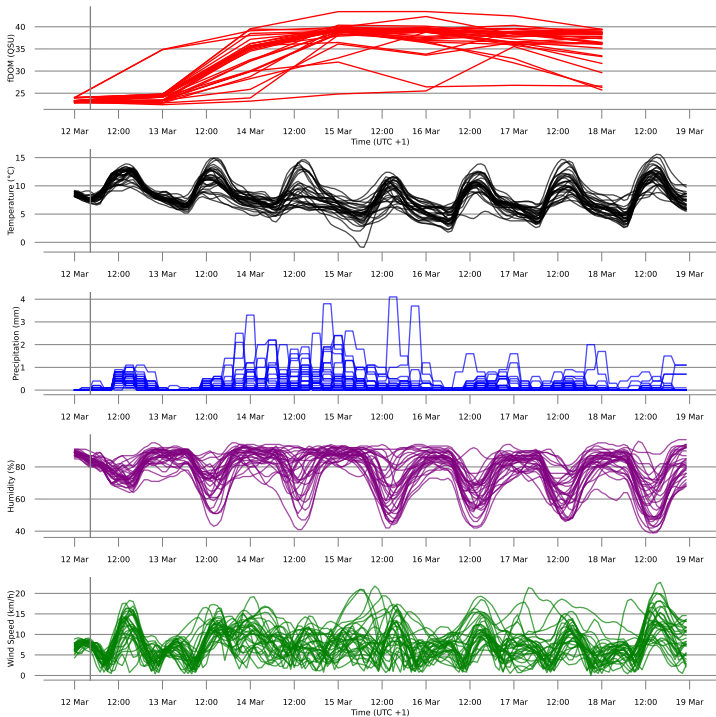 40
35
30
25
fDOM (QSU)
12 Mar 12:00 13 Mar 12:00 14 Mar 12:00 15 Mar 12:00 16 Mar 12:00 17 Mar 12:00 18 Mar 12:00 19 Mar
Time (UTC +1)
15
10
5
0
Temperature (°C)
12 Mar 12:00 13 Mar 12:00 14 Mar 12:00 15 Mar 12:00 16 Mar 12:00 17 Mar 12:00 18 Mar 12:00 19 Mar
4
3
2
1
0
Precipitation (mm)
12 Mar 12:00 13 Mar 12:00 14 Mar 12:00 15 Mar 12:00 16 Mar 12:00 17 Mar 12:00 18 Mar 12:00 19 Mar
80
60
40
Humidity (%)
12 Mar 12:00 13 Mar 12:00 14 Mar 12:00 15 Mar 12:00 16 Mar 12:00 17 Mar 12:00 18 Mar 12:00 19 Mar
20
15
10
5
0
Wind Speed (km/h)
12 Mar 12:00 13 Mar 12:00 14 Mar 12:00 15 Mar 12:00 16 Mar 12:00 17 Mar 12:00 18 Mar 12:00 19 Mar
Time (UTC +1)